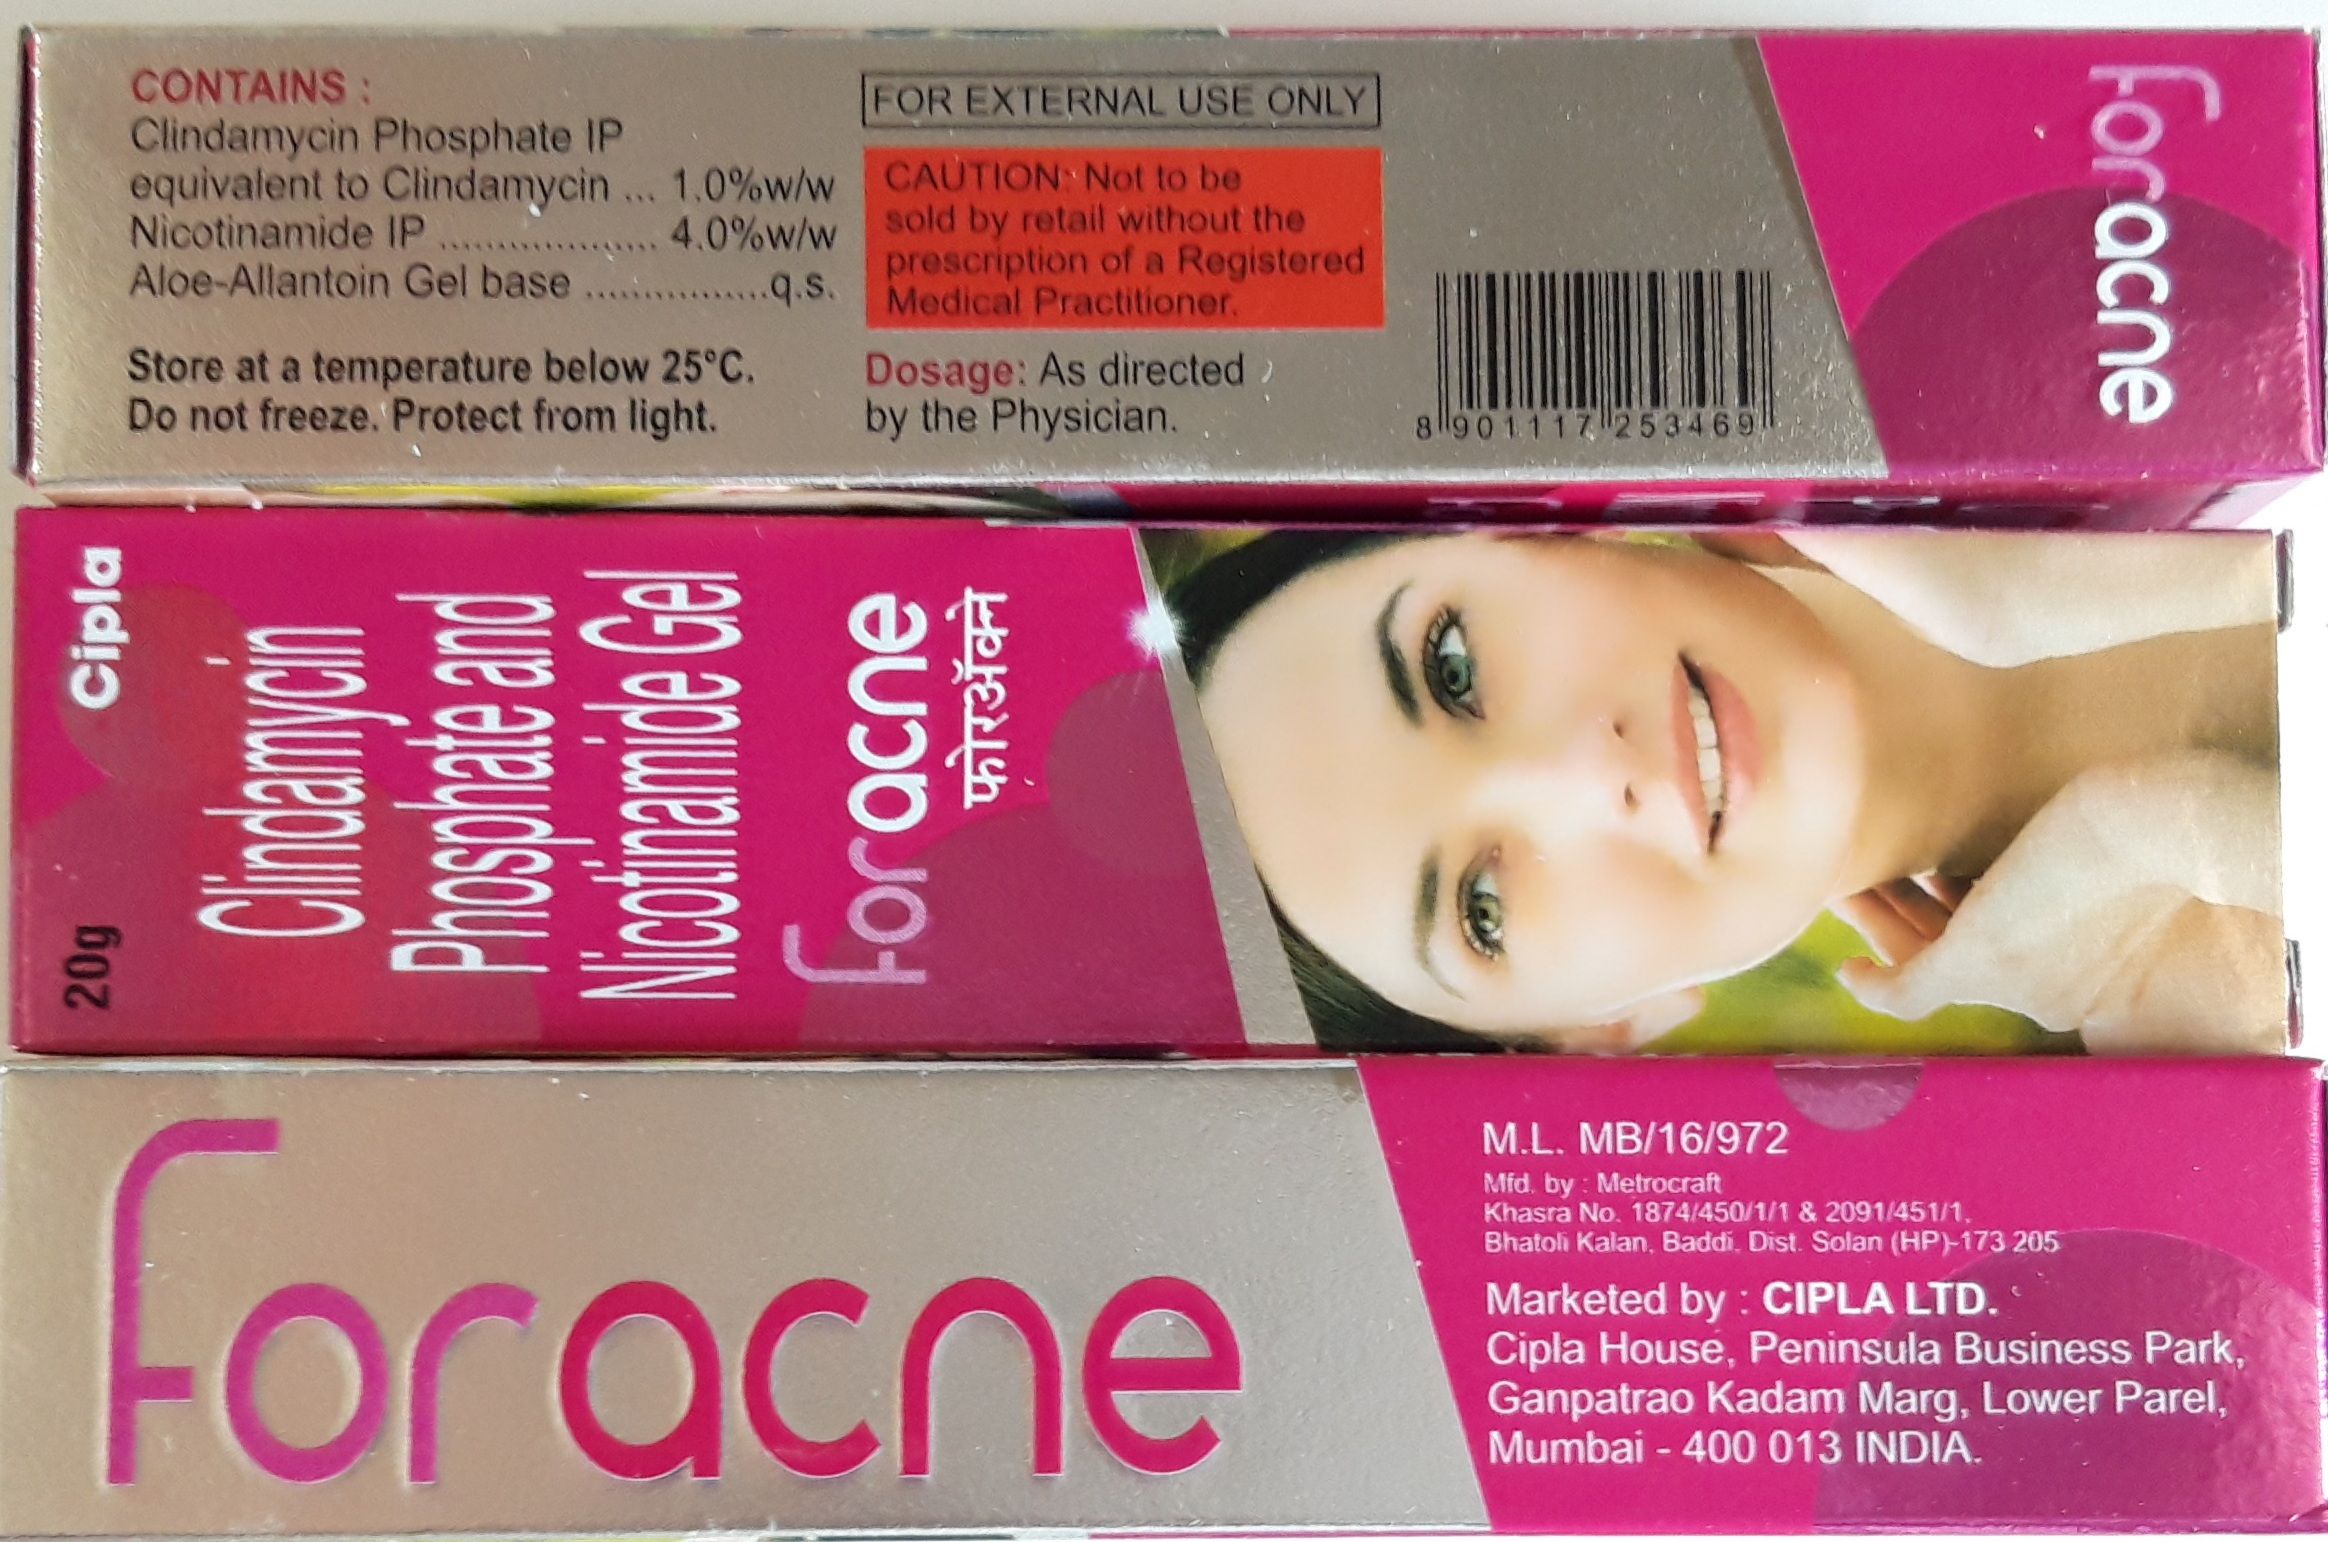 CONTAINS :
Clindamycin Phosphate IP
equivalent to Clindamycin ... 1.0%w/w
Nicotinamide IP ................... 4.0%w/w
Aloe-Allantoin Gel base ................q.s.
Store at a temperature below 25°C.
Do not freeze. Protect from light.
FOR EXTERNAL USE ONLY
CAUTION: Not to be
sold by retail without the
prescription of a Registered
Medical Practitioner.
Dosage: As directed
by the Physician.
8 901117 253469
foracne
20g
Cipla
Clindamycin
Phosphate and
Nicotinamide Gel
foracne
फोरअ‍ॅक्ने
foracne
M.L. MB/16/972
Mfd. by : Metrocraft
Khasra No. 1874/450/1/1 & 2091/451/1,
Bhatoli Kalan, Baddi, Dist. Solan (HP)-173 205
Marketed by : CIPLA LTD.
Cipla House, Peninsula Business Park,
Ganpatrao Kadam Marg, Lower Parel,
Mumbai - 400 013 INDIA.